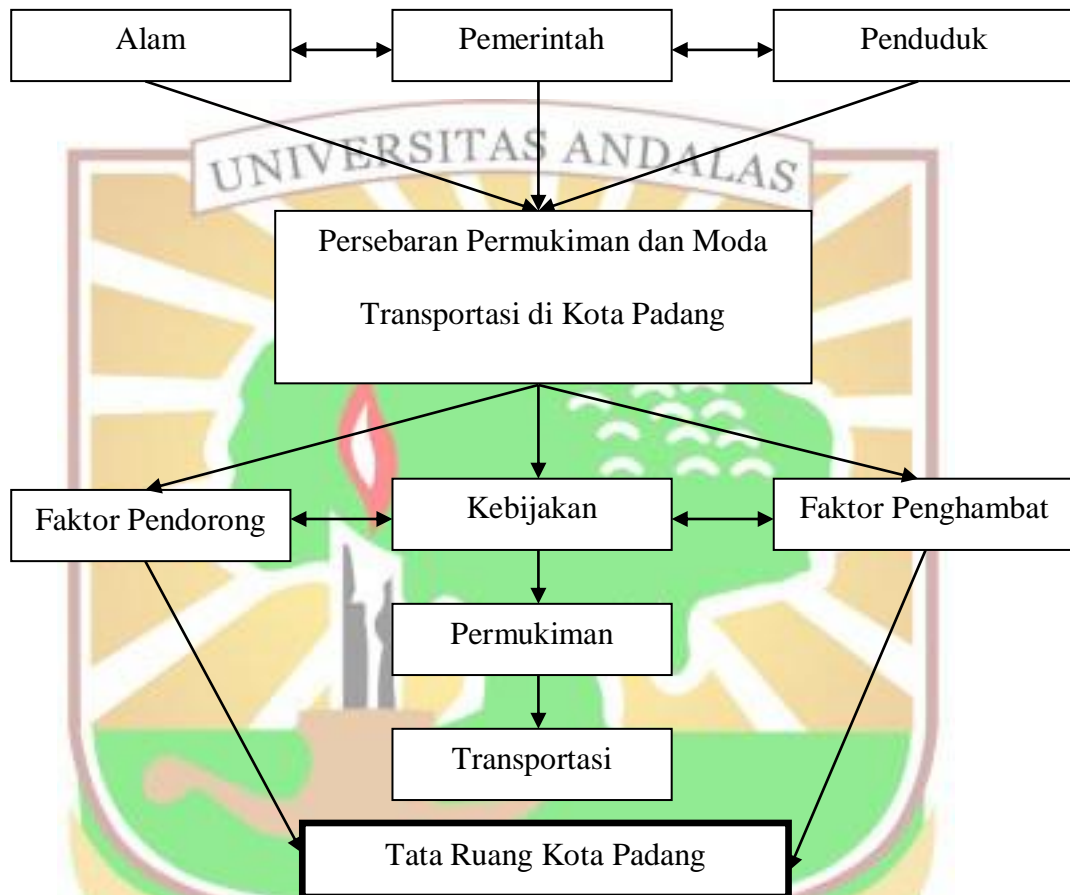 Alam
Pemerintah
Penduduk
UNIVERSITAS ANDALAS
Persebaran Permukiman dan Moda
Transportasi di Kota Padang
Faktor Pendorong
Kebijakan
Faktor Penghambat
Permukiman
Transportasi
Tata Ruang Kota Padang